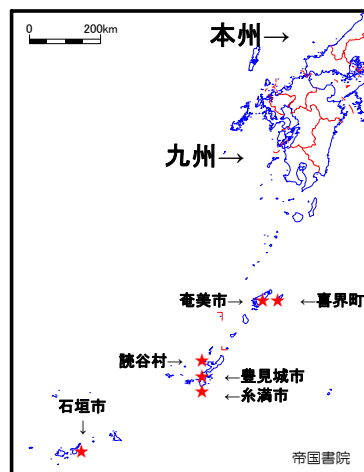 0 200km
本州→
九州→
奄美市→ ←喜界町
読谷村→
←豊見城市
←糸満市
石垣市
↓
帝国書院